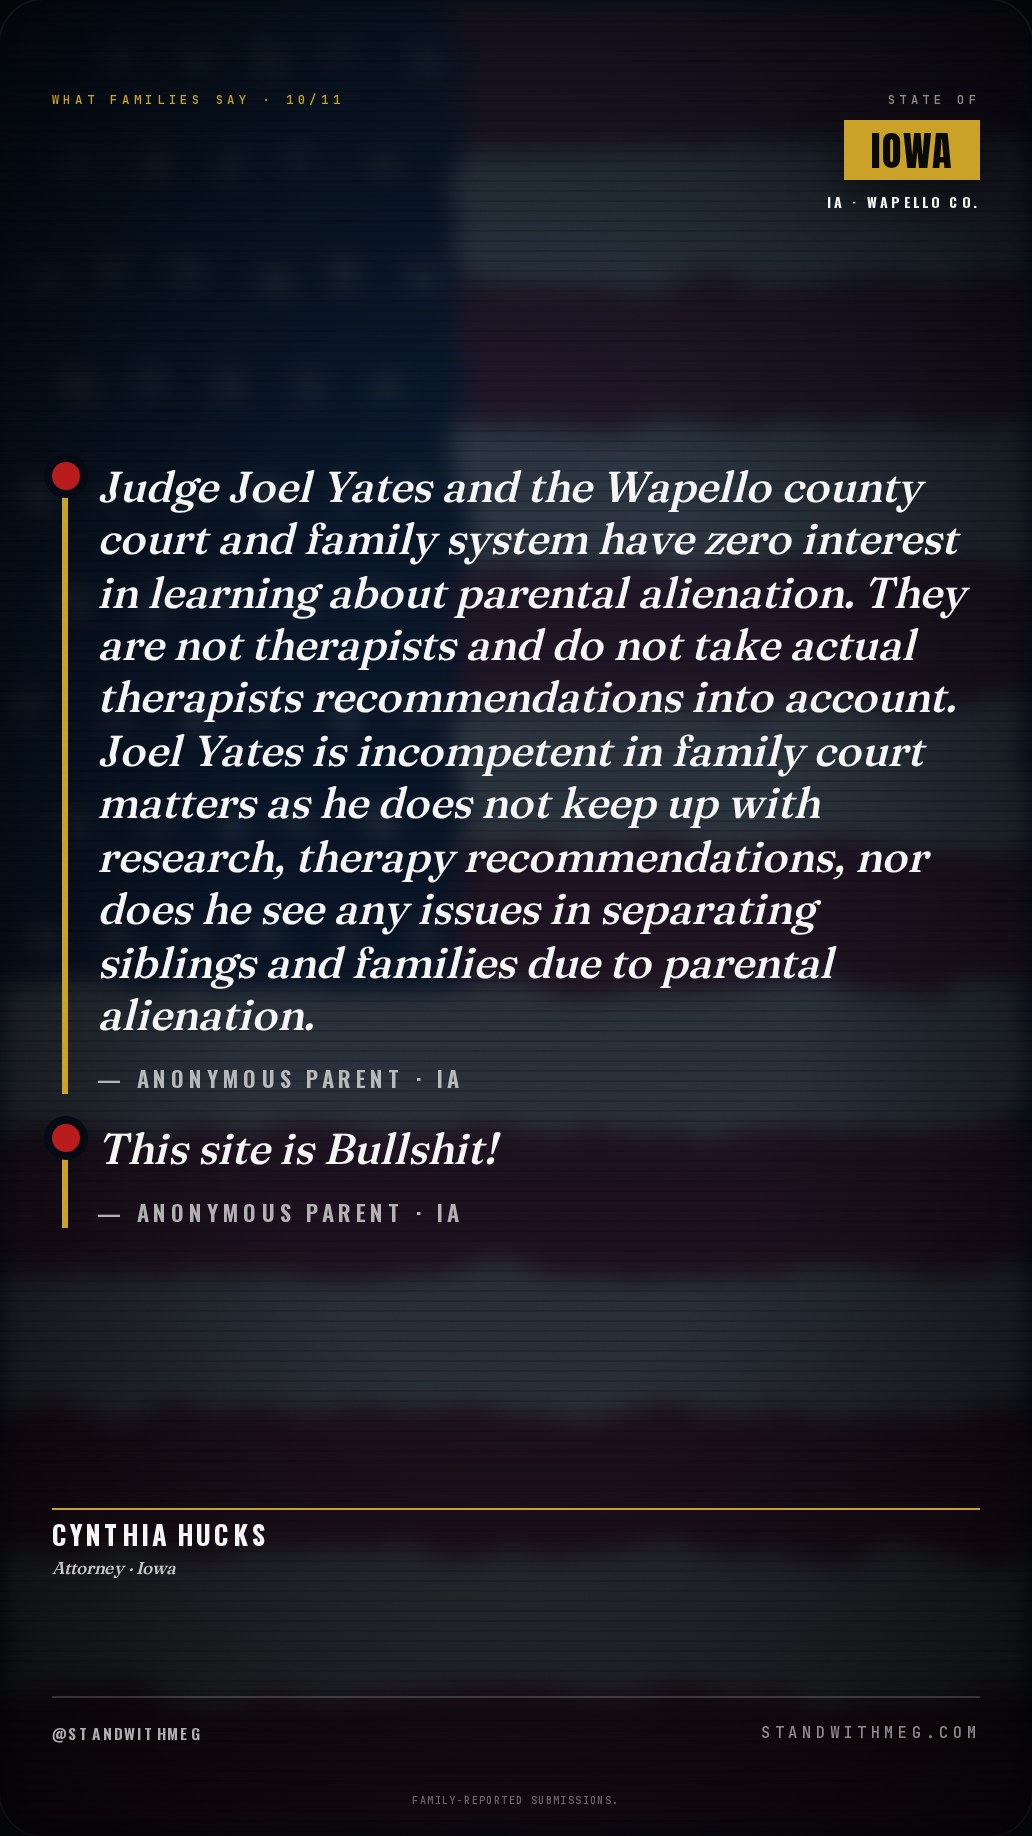 WHAT FAMILIES SAY · 10/11
STATE OF
IOWA
IA · WAPELLO CO.
Judge Joel Yates and the Wapello county
court and family system have zero interest
in learning about parental alienation. They
are not therapists and do not take actual
therapists recommendations into account.
Joel Yates is incompetent in family court
matters as he does not keep up with
research, therapy recommendations, nor
does he see any issues in separating
siblings and families due to parental
alienation.
— ANONYMOUS PARENT · IA
This site is Bullshit!
— ANONYMOUS PARENT · IA
CYNTHIA HUCKS
Attorney · Iowa
@STANDWITHMEG
STANDWITHMEG.COM
FAMILY-REPORTED SUBMISSIONS.